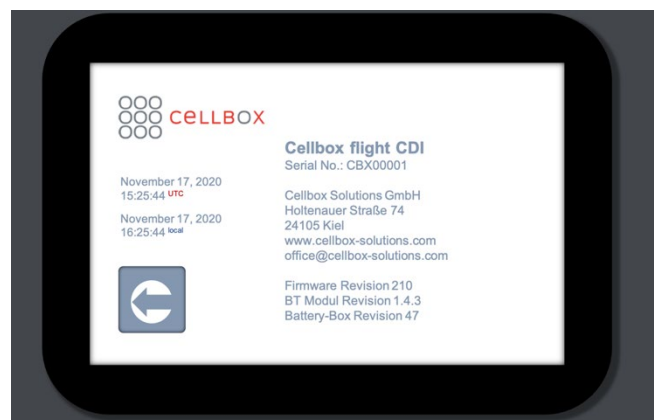 cellbox
Cellbox flight CDI
Serial No.: CBX00001
November 17, 2020
15:25:44 UTC
November 17, 2020
16:25:44 local
Cellbox Solutions GmbH
Holtenauer Straße 74
24105 Kiel
www.cellbox-solutions.com
office@cellbox-solutions.com
Firmware Revision 210
BT Modul Revision 1.4.3
Battery-Box Revision 47